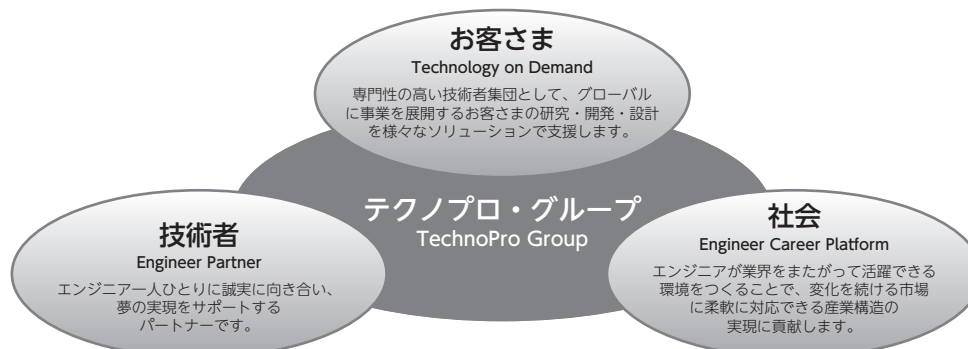 お客さま
Technology on Demand
専門性の高い技術者集団として、グローバル
に事業を展開するお客さまの研究・開発・設計
を様々なソリューションで支援します。
テクノプロ・グループ
TechnoPro Group
技術者
Engineer Partner
エンジニア一人ひとりに誠実に向き合い、
夢の実現をサポートする
パートナーです。
社会
Engineer Career Platform
エンジニアが業界をまたがって活躍できる
環境をつくることで、変化を続ける市場
に柔軟に対応できる産業構造の
実現に貢献します。